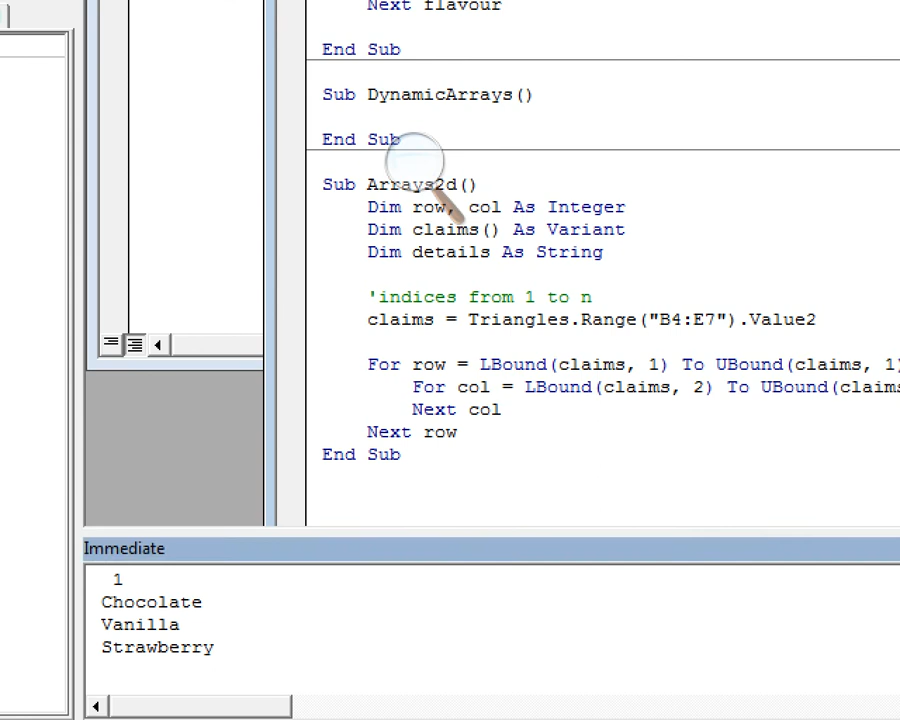 Next flavour
End Sub
Sub DynamicArrays()
End Sub
Sub Arrays2d()
Dim row, col As Integer
Dim claims() As Variant
Dim details As String
'indices from 1 to n
claims = Triangles.Range("B4:E7").Value2
For row = LBound(claims, 1) To UBound(claims, 1)
For col = LBound(claims, 2) To UBound(claims
Next col
Next row
End Sub
Immediate
1
Chocolate
Vanilla
Strawberry